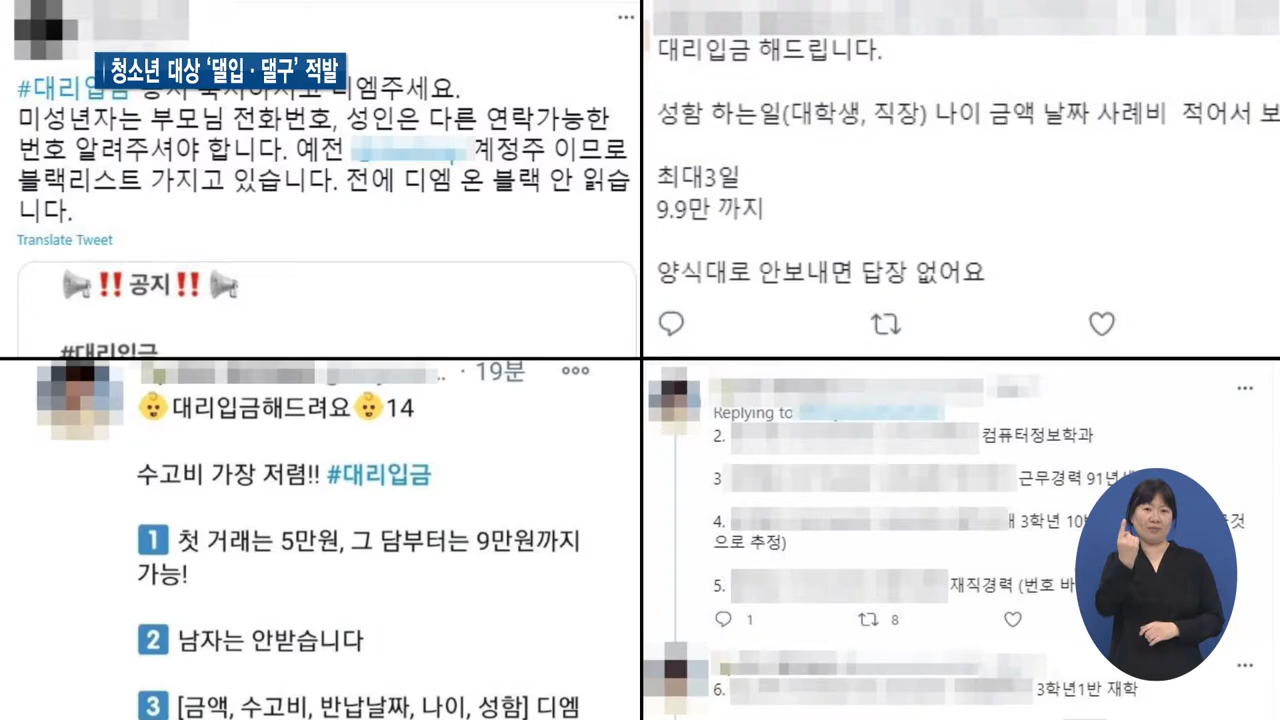 청소년 대상 '댈입·댈구' 적발
#대리입금 디엠주세요.
미성년자는 부모님 전화번호, 성인은 다른 연락가능한
번호 알려주셔야 합니다. 예전 계정주 이므로
블랙리스트 가지고 있습니다. 전에 디엠 온 블랙 안 읽습
니다.
Translate Tweet
📢‼️공지‼️📢
#대리입금
대리입금 해드립니다.
성함 하는일(대학생, 직장) 나이 금액 날짜 사례비 적어서 보
최대3일
9.9만 까지
양식대로 안보내면 답장 없어요
· 19분
👶대리입금해드려요👶14
수고비 가장 저렴!! #대리입금
1 첫 거래는 5만원, 그 담부터는 9만원까지
가능!
2 남자는 안받습니다
3 [금액, 수고비, 반납날짜, 나이, 성함] 디엠
Replying to
2. 컴퓨터정보학과
3 근무경력 91년
4. 3학년
으로 추정)
5. 재직경력 (번호
1 8
6. 3학년1반 재학